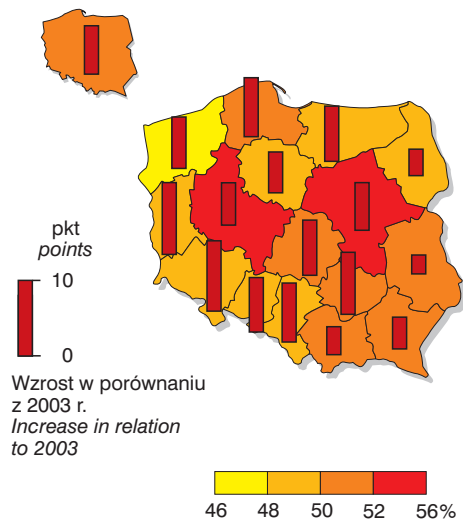 pkt
points
10
0
Wzrost w porównaniu
z 2003 r.
Increase in relation
to 2003
46 48 50 52 56%